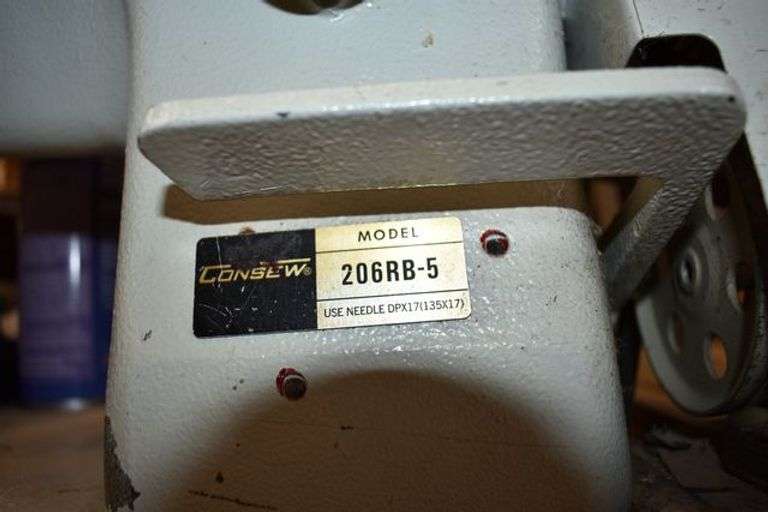 CONSEW®
MODEL
206RB-5
USE NEEDLE DPX17(135X17)